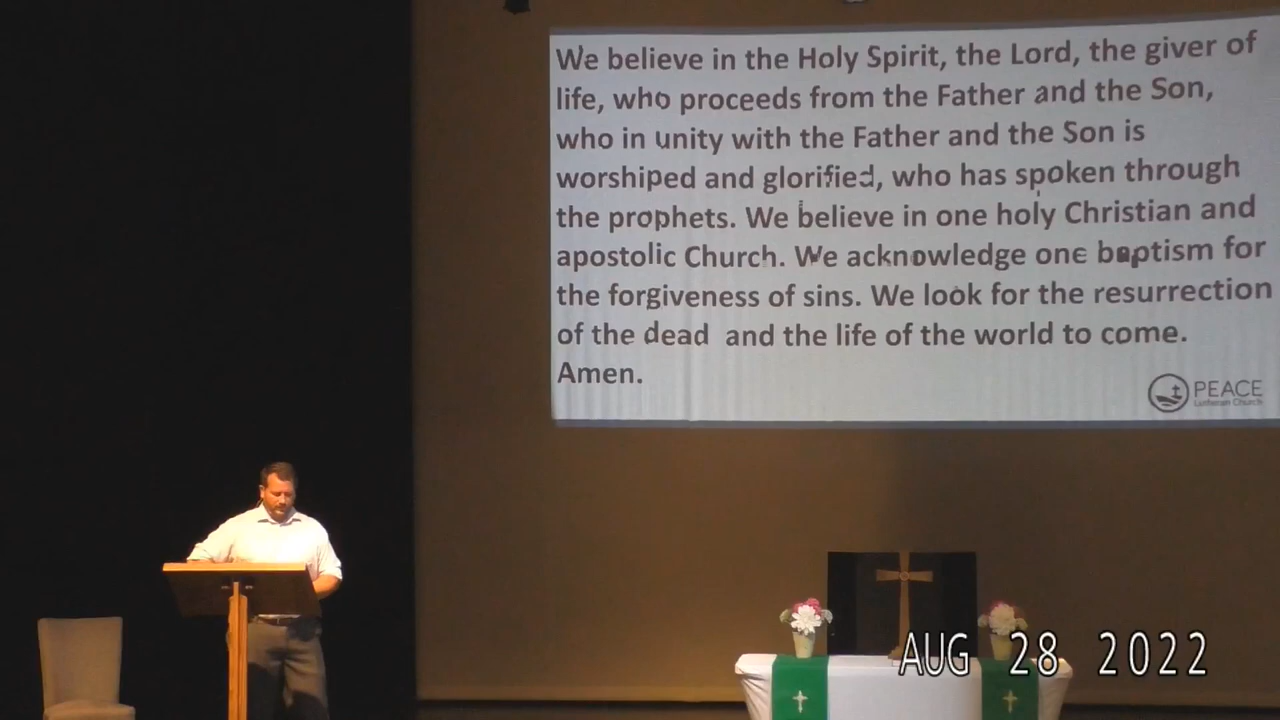 We believe in the Holy Spirit, the Lord, the giver of
life, who proceeds from the Father and the Son,
who in unity with the Father and the Son is
worshiped and glorified, who has spoken through
the prophets. We believe in one holy Christian and
apostolic Church. We acknowledge one baptism for
the forgiveness of sins. We look for the resurrection
of the dead and the life of the world to come.
Amen.
PEACE
Lutheran Church
AUG 28 2022